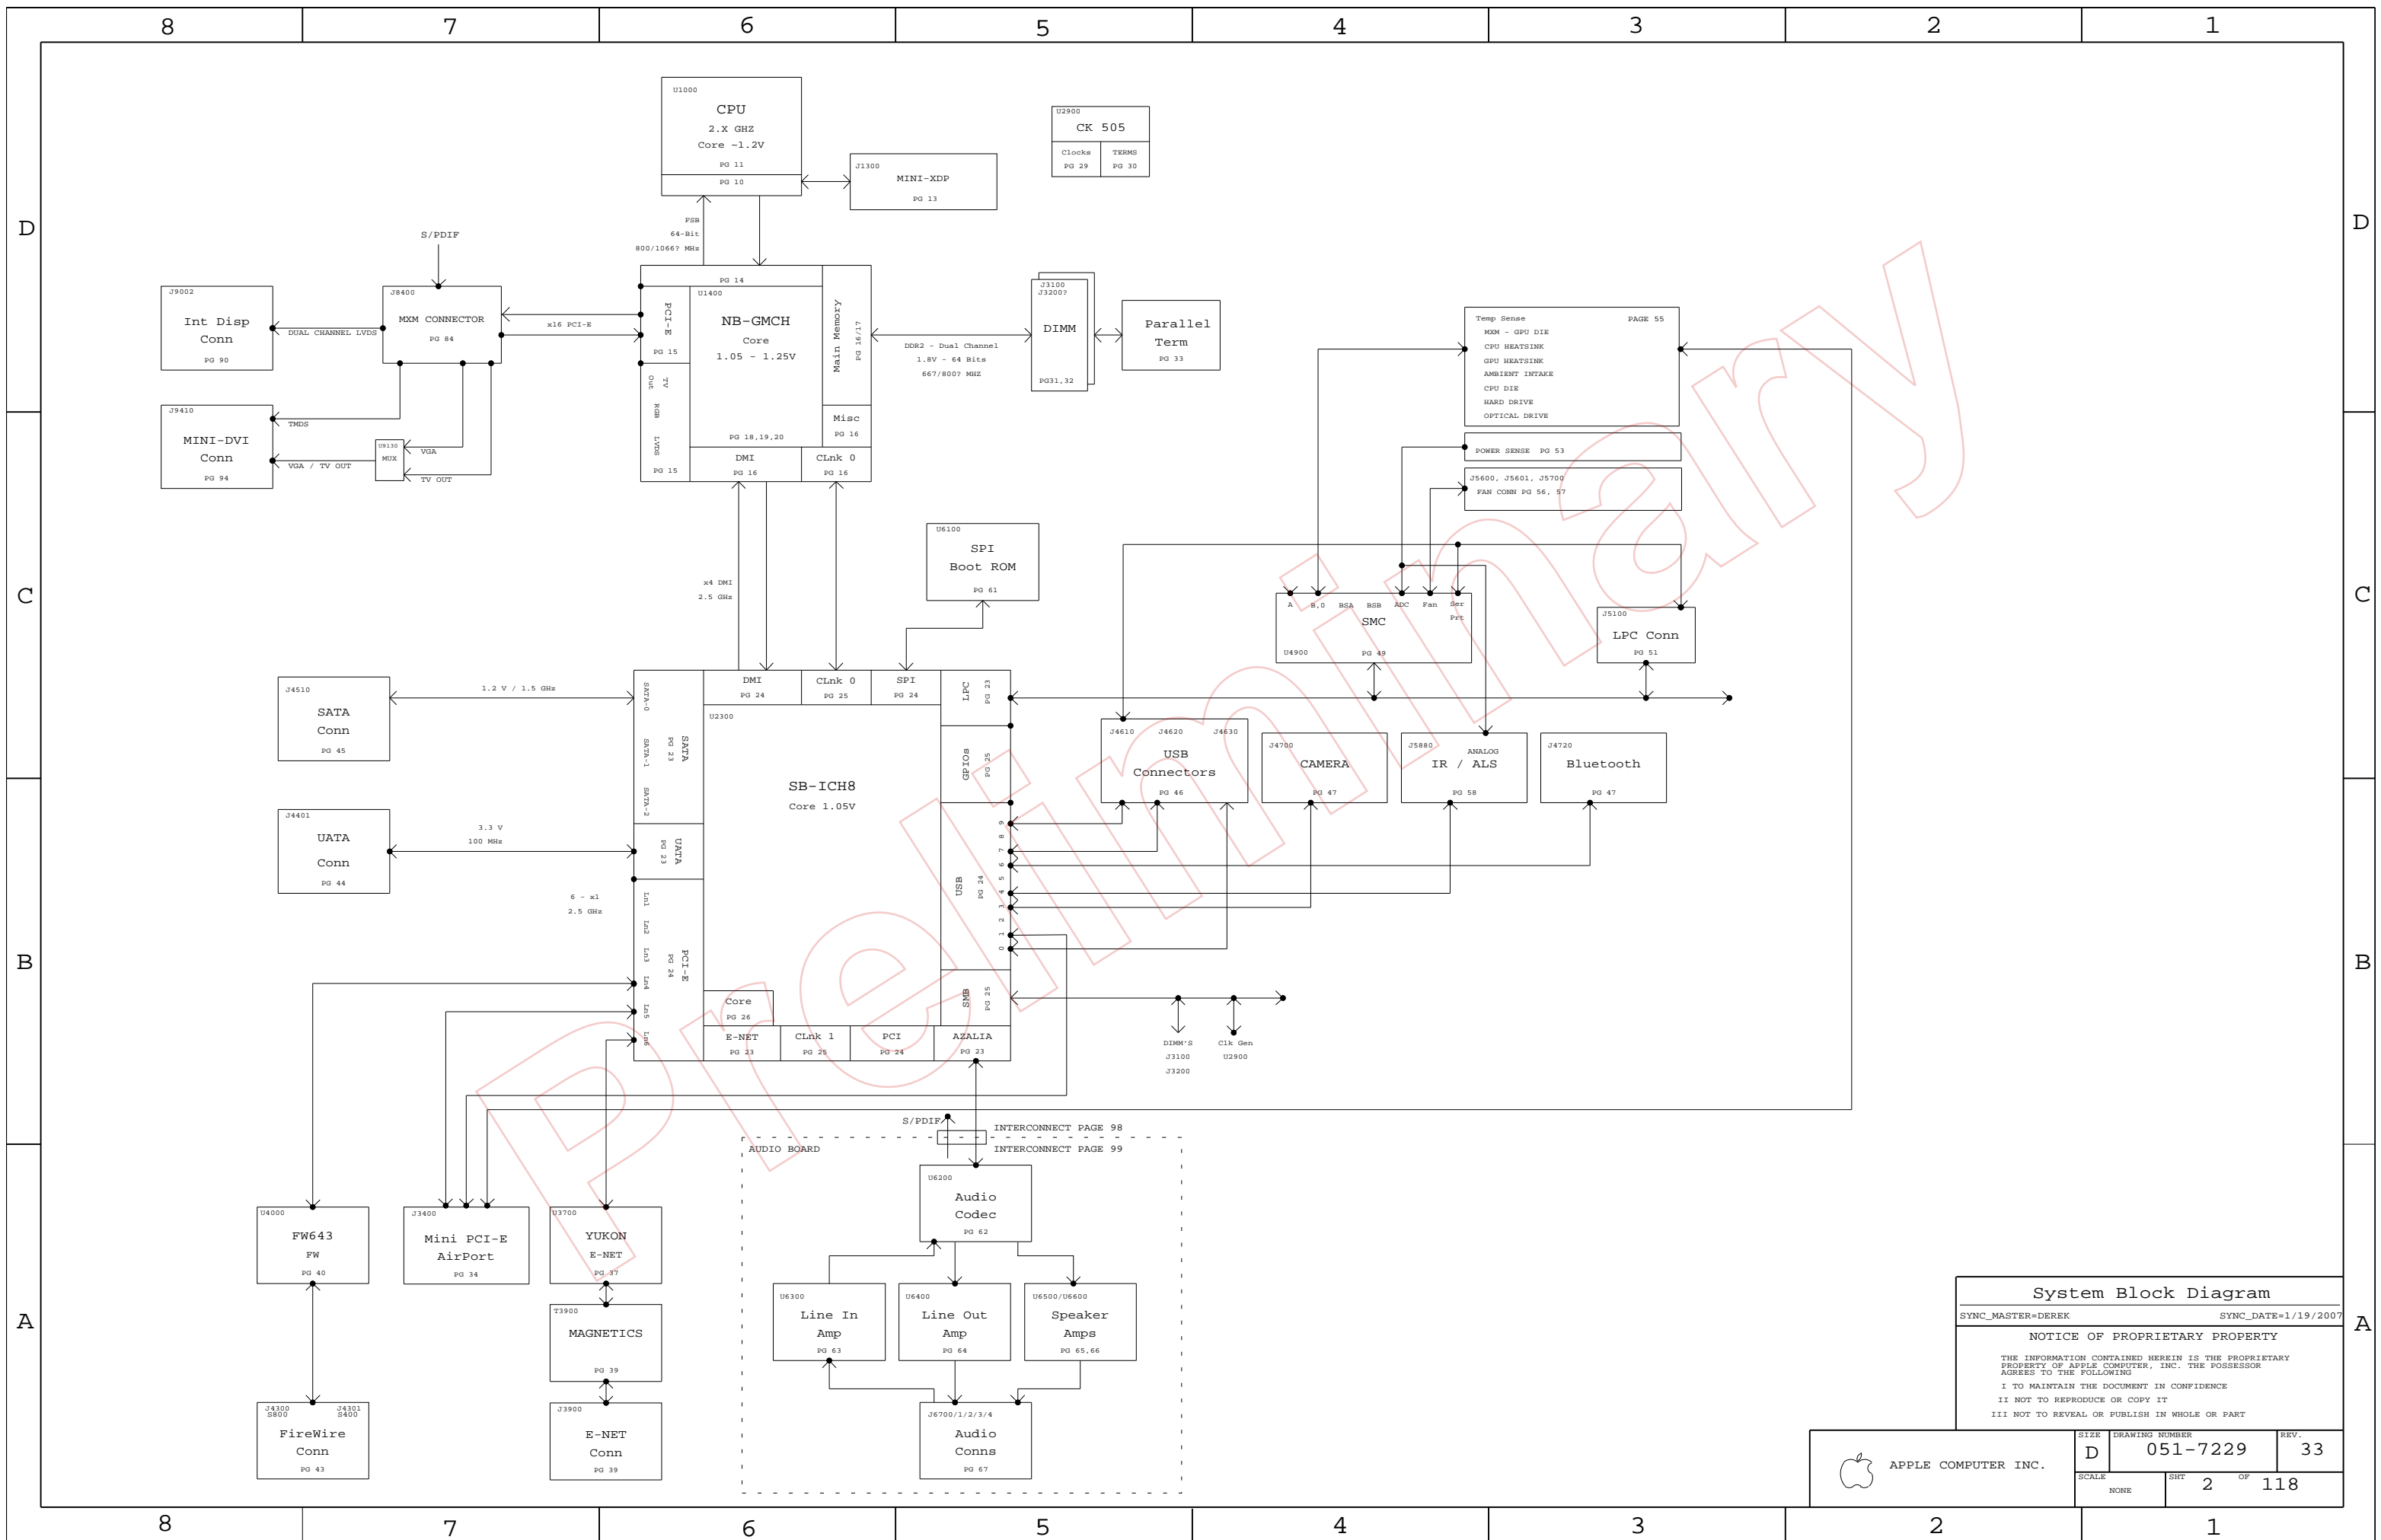 8 7 6 5 4 3 2 1
D
C
B
A
D
C
B
A
U1000
CPU
2.X GHZ
Core ~1.2V
PG 11
PG 10
U2900
CK 505
Clocks
PG 29
TERMS
PG 30
J1300
MINI-XDP
PG 13
FSB
64-Bit
800/1066? MHz
S/PDIF
J9002
Int Disp
Conn
PG 90
DUAL CHANNEL LVDS
J8400
MXM CONNECTOR
PG 84
x16 PCI-E
PG 14
U1400
NB-GMCH
Core
1.05 - 1.25V
PG 18,19,20
PCI-E
PG 15
TV
Out
RGB
LVDS
PG 15
Main Memory
PG 16/17
Misc
PG 16
DMI
PG 16
CLnk 0
PG 16
DDR2 - Dual Channel
1.8V - 64 Bits
667/800? MHZ
J3100
J3200?
DIMM
PG31,32
Parallel
Term
PG 33
Temp Sense PAGE 55
MXM - GPU DIE
CPU HEATSINK
GPU HEATSINK
AMBIENT INTAKE
CPU DIE
HARD DRIVE
OPTICAL DRIVE
POWER SENSE PG 53
J5600, J5601, J5700
FAN CONN PG 56, 57
J9410
MINI-DVI
Conn
PG 94
TMDS
VGA / TV OUT
U9130
MUX
VGA
TV OUT
x4 DMI
2.5 GHz
U6100
SPI
Boot ROM
PG 61
A B,0 BSA BSB ADC Fan Ser
Prt
SMC
U4900 PG 49
J5100
LPC Conn
PG 51
J4510
SATA
Conn
PG 45
1.2 V / 1.5 GHz
J4401
UATA
Conn
PG 44
3.3 V
100 MHz
6 - x1
2.5 GHz
DMI
PG 24
CLnk 0
PG 25
SPI
PG 24
LPC
PG 23
U2300
SB-ICH8
Core 1.05V
SATA-0
SATA-1
SATA-2
SATA
PG 23
UATA
PG 23
Ln1
Ln2
Ln3
Ln4
Ln5
Ln6
PCI-E
PG 24
GPIOs
PG 25
USB
PG 24
9
8
7
6
5
4
3
2
1
0
SMB
PG 25
Core
PG 26
E-NET
PG 23
CLnk 1
PG 25
PCI
PG 24
AZALIA
PG 23
J4610 J4620 J4630
USB
Connectors
PG 46
J4700
CAMERA
PG 47
J5880
ANALOG
IR / ALS
PG 58
J4720
Bluetooth
PG 47
DIMM'S
J3100
J3200
Clk Gen
U2900
S/PDIF
INTERCONNECT PAGE 98
AUDIO BOARD
INTERCONNECT PAGE 99
U6200
Audio
Codec
PG 62
U6300
Line In
Amp
PG 63
U6400
Line Out
Amp
PG 64
U6500/U6600
Speaker
Amps
PG 65,66
J6700/1/2/3/4
Audio
Conns
PG 67
U4000
FW643
FW
PG 40
J3400
Mini PCI-E
AirPort
PG 34
U3700
YUKON
E-NET
PG 37
T3900
MAGNETICS
PG 39
J3900
E-NET
Conn
PG 39
J4300 J4301
S800 S400
FireWire
Conn
PG 43
Preliminary
System Block Diagram
SYNC_MASTER=DEREK SYNC_DATE=1/19/2007
NOTICE OF PROPRIETARY PROPERTY
THE INFORMATION CONTAINED HEREIN IS THE PROPRIETARY
PROPERTY OF APPLE COMPUTER, INC. THE POSSESSOR
AGREES TO THE FOLLOWING
I TO MAINTAIN THE DOCUMENT IN CONFIDENCE
II NOT TO REPRODUCE OR COPY IT
III NOT TO REVEAL OR PUBLISH IN WHOLE OR PART
APPLE COMPUTER INC.
SIZE
D
DRAWING NUMBER
051-7229
REV.
33
SCALE
NONE
SHT 2 OF 118
8 7 6 5 4 3 2 1